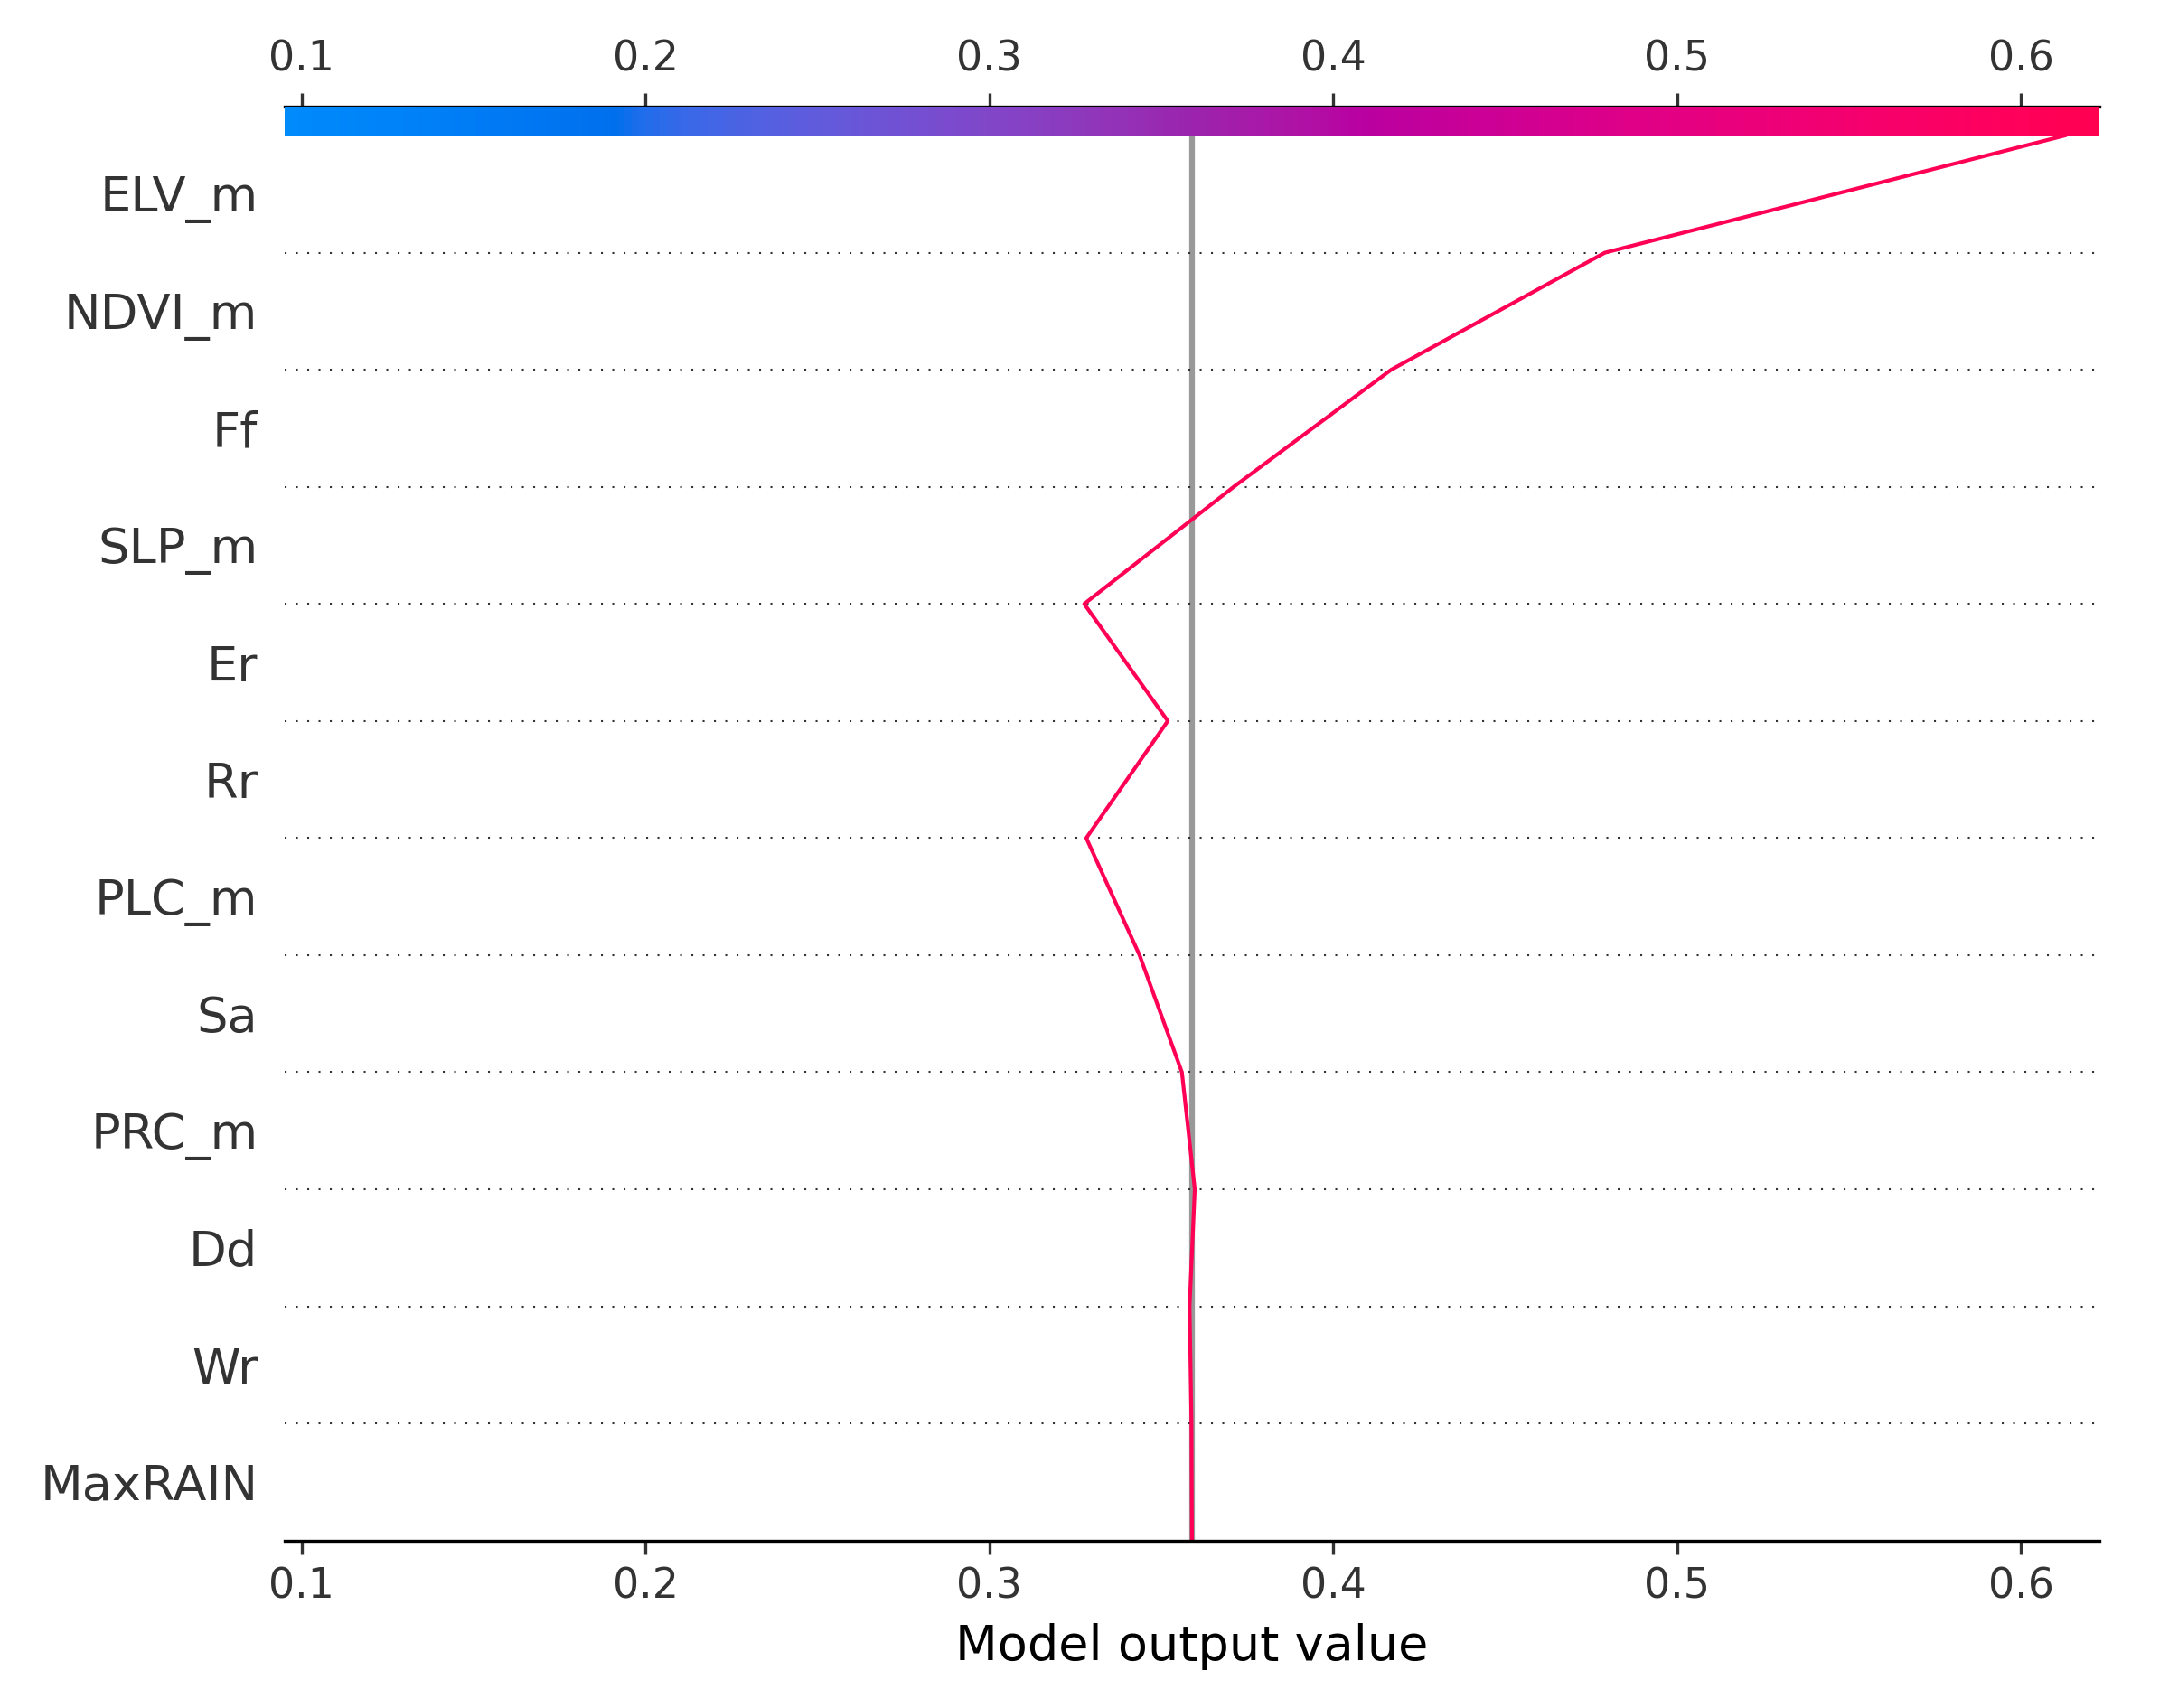 0.1 0.2 0.3 0.4 0.5 0.6
ELV_m
NDVI_m
Ff
SLP_m
Er
Rr
PLC_m
Sa
PRC_m
Dd
Wr
MaxRAIN
0.1 0.2 0.3 0.4 0.5 0.6
Model output value